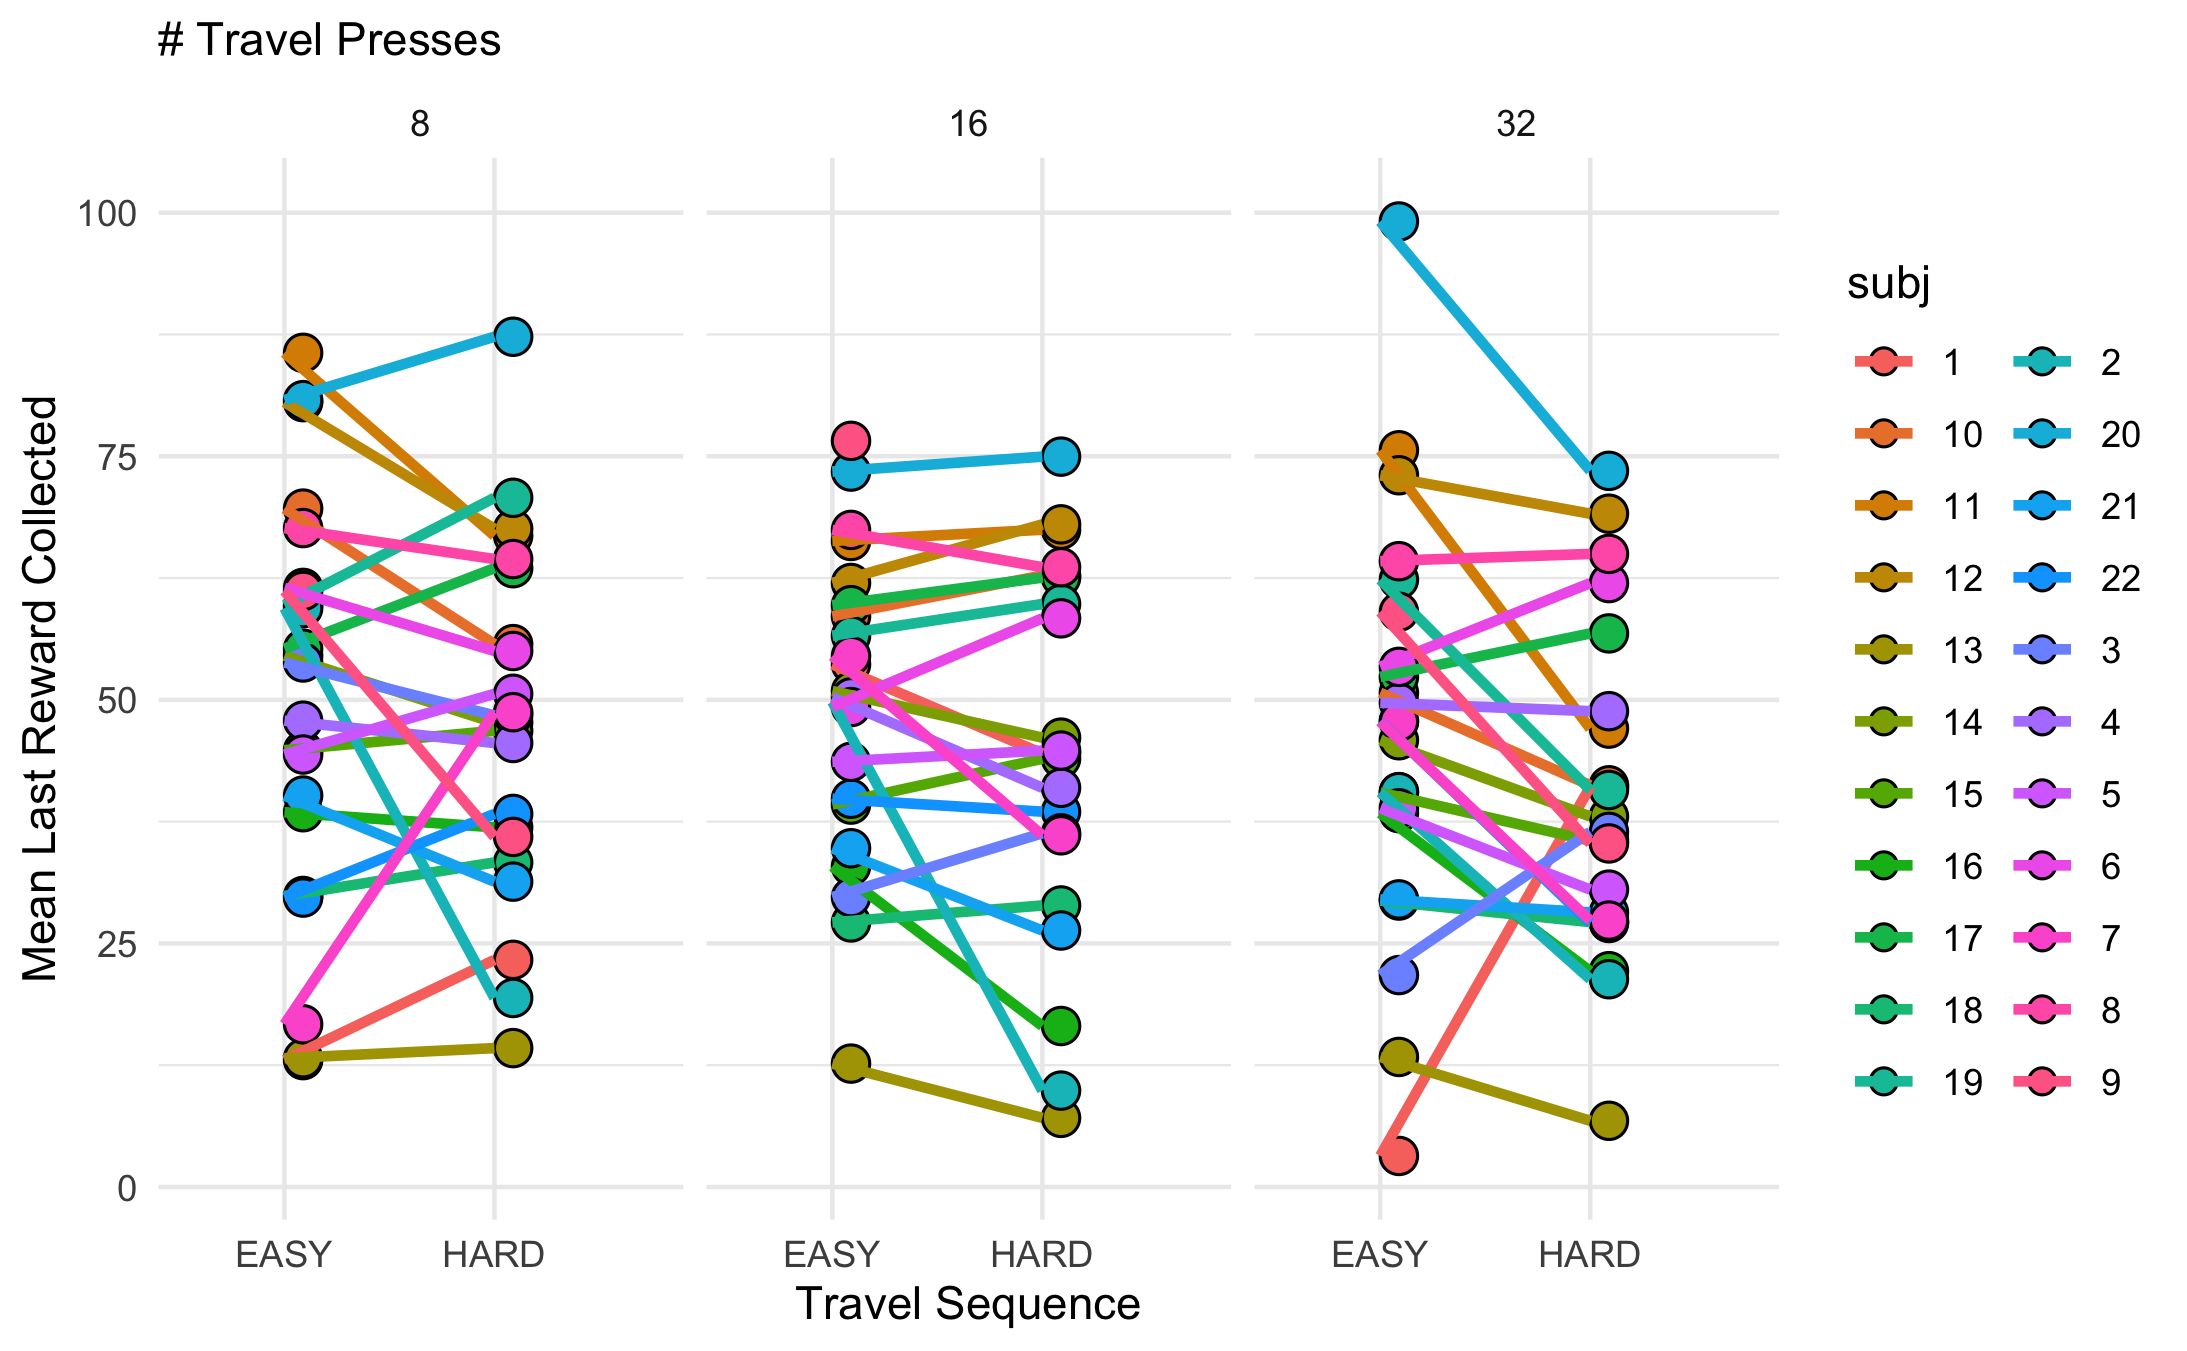 # Travel Presses
8 16 32
Mean Last Reward Collected
100
75
50
25
0
EASY HARD EASY HARD EASY HARD
Travel Sequence
subj
1 2
10 20
11 21
12 22
13 3
14 4
15 5
16 6
17 7
18 8
19 9